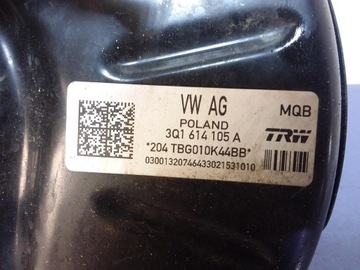 VW AG
MQB
POLAND
3Q1 614 105 A
TRW
*204 TBG010K44BB*
03001320746433021531010